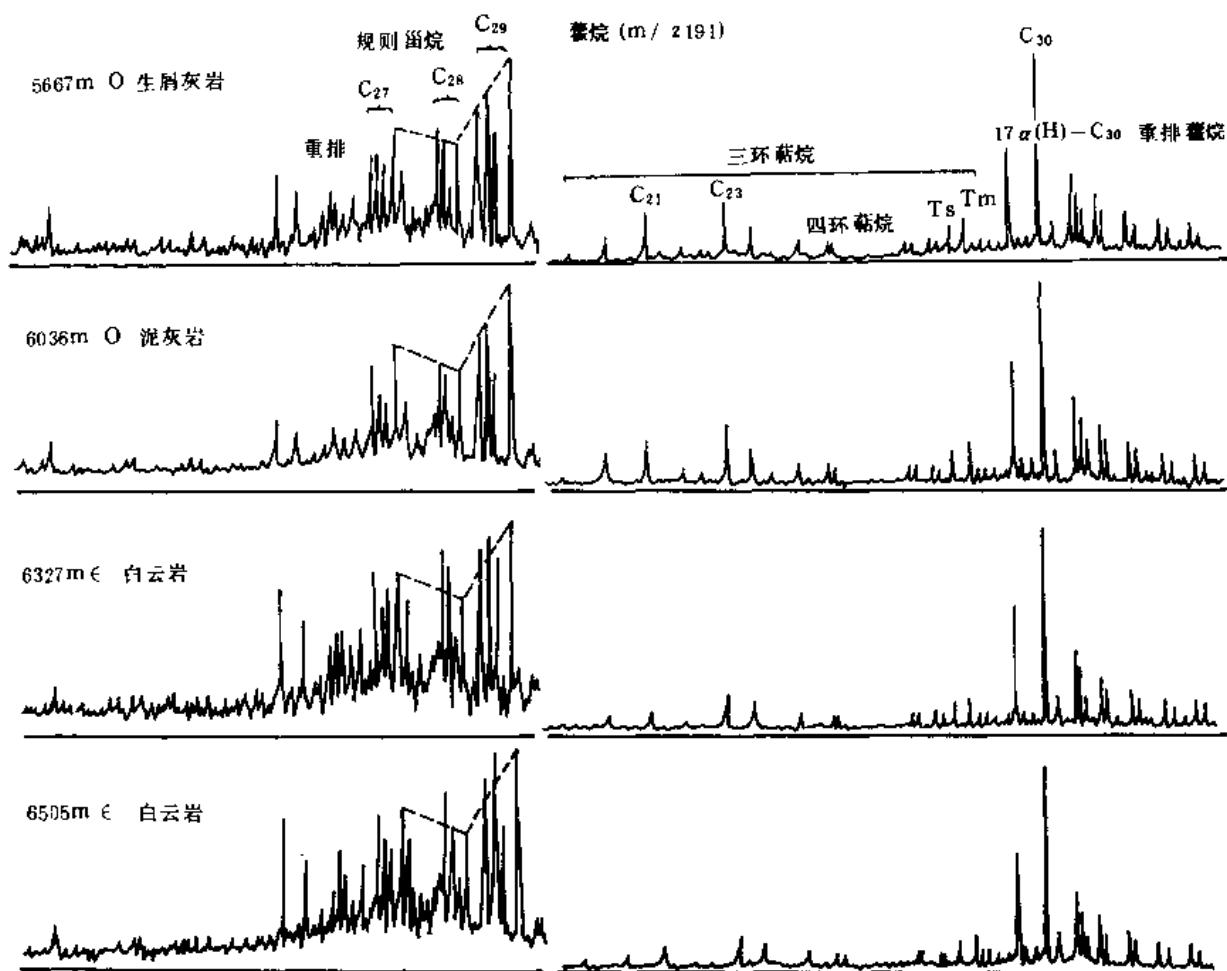 规则甾烷
C₂₉
藿烷 (m/z191)
C₃₀
5667m O 生屑灰岩
C₂₇
C₂₈
重排
17α(H)-C₃₀ 重排藿烷
三环萜烷
C₂₁
C₂₃
四环萜烷
Ts
Tm
6036m O 泥灰岩
6327m ϵ 白云岩
6505m ϵ 白云岩